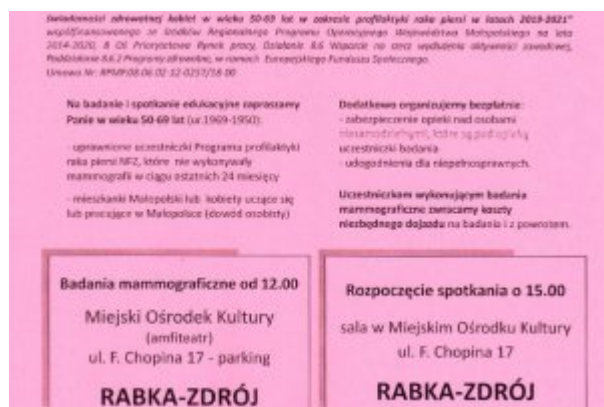 świadomości zdrowotnej kobiet w wieku 50-69 lat w zakresie profilaktyki raka piersi w latach 2019-2021"
współfinansowanego ze środków Regionalnego Programu Operacyjnego Województwa Małopolskiego na lata
2014-2020, 8 OŚ Priorytetowa Rynek pracy, Działanie 8.6 Wsparcie na rzecz wydłużenia aktywności zawodowej,
Poddziałanie 8.6.2 Programy zdrowotne, w ramach Europejskiego Funduszu Społecznego.
Umowa Nr: RPMP.08.06.02-12-0257/18-00
Na badanie i spotkanie edukacyjne zapraszamy
Panie w wieku 50-69 lat (ur.1969-1950):
- uprawnione uczestniczki Programu profilaktyki
raka piersi NFZ, które nie wykonywały
mammografii w ciągu ostatnich 24 miesięcy
- mieszkanki Małopolski lub kobiety uczące się
lub pracujące w Małopolsce (dowód osobisty)
Dodatkowo organizujemy bezpłatnie:
- zabezpieczenie opieki nad osobami
niesamodzielnymi, które są pod opieką
uczestniczki badania
- udogodnienia dla niepełnosprawnych.
Uczestniczkom wykonującym badania
mammograficzne zwracamy koszty
niezbędnego dojazdu na badania i z powrotem.
Badania mammograficzne od 12.00
Miejski Ośrodek Kultury
(amfiteatr)
ul. F. Chopina 17 - parking
RABKA-ZDRÓJ
Rozpoczęcie spotkania o 15.00
sala w Miejskim Ośrodku Kultury
ul. F. Chopina 17
RABKA-ZDRÓJ